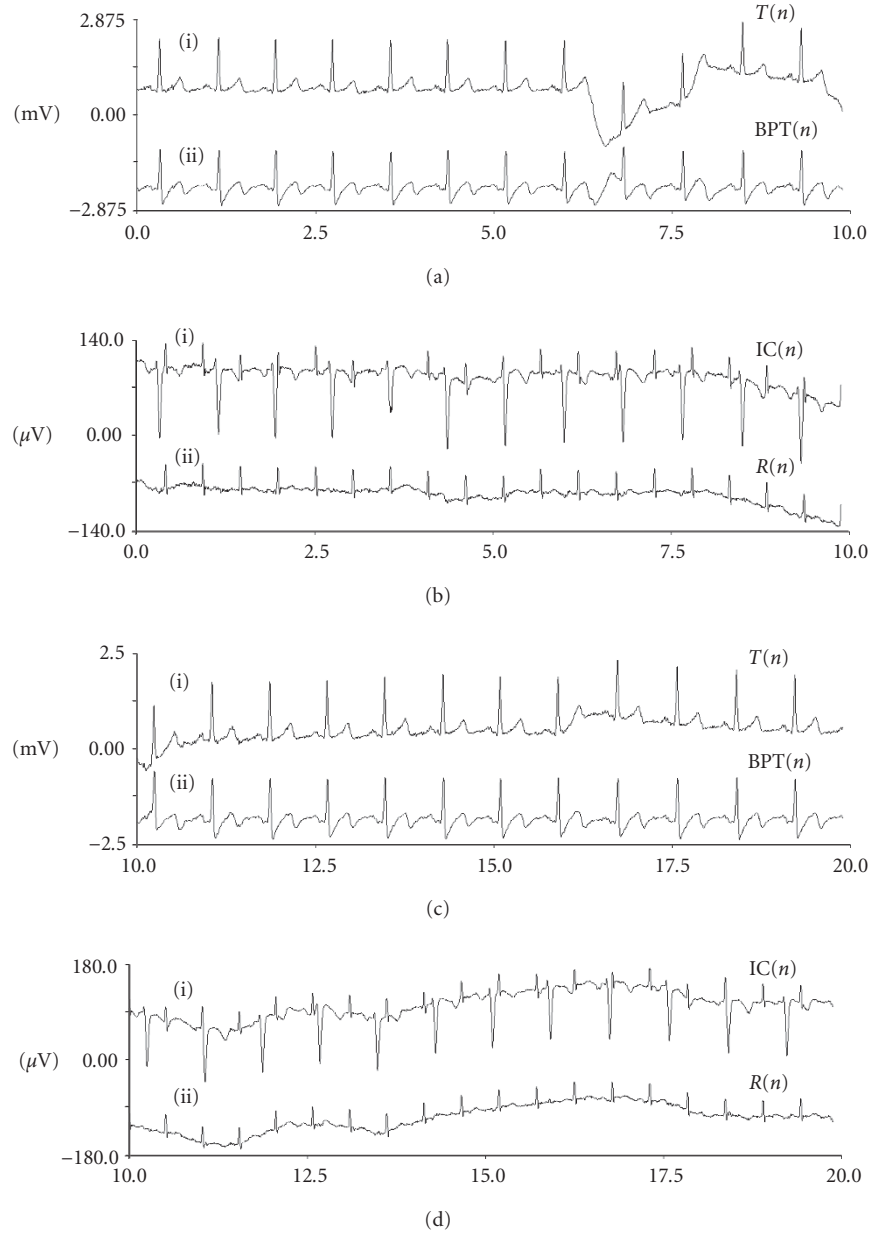 2.875
(i)
T(n)
(mV)
0.00
(ii)
BPT(n)
−2.875
0.0 2.5 5.0 7.5 10.0
(a)
140.0
(i)
IC(n)
(μV)
0.00
(ii)
R(n)
−140.0
0.0 2.5 5.0 7.5 10.0
(b)
2.5
(i)
T(n)
(mV)
0.00
(ii)
BPT(n)
−2.5
10.0 12.5 15.0 17.5 20.0
(c)
180.0
(i)
IC(n)
(μV)
0.00
(ii)
R(n)
−180.0
10.0 12.5 15.0 17.5 20.0
(d)